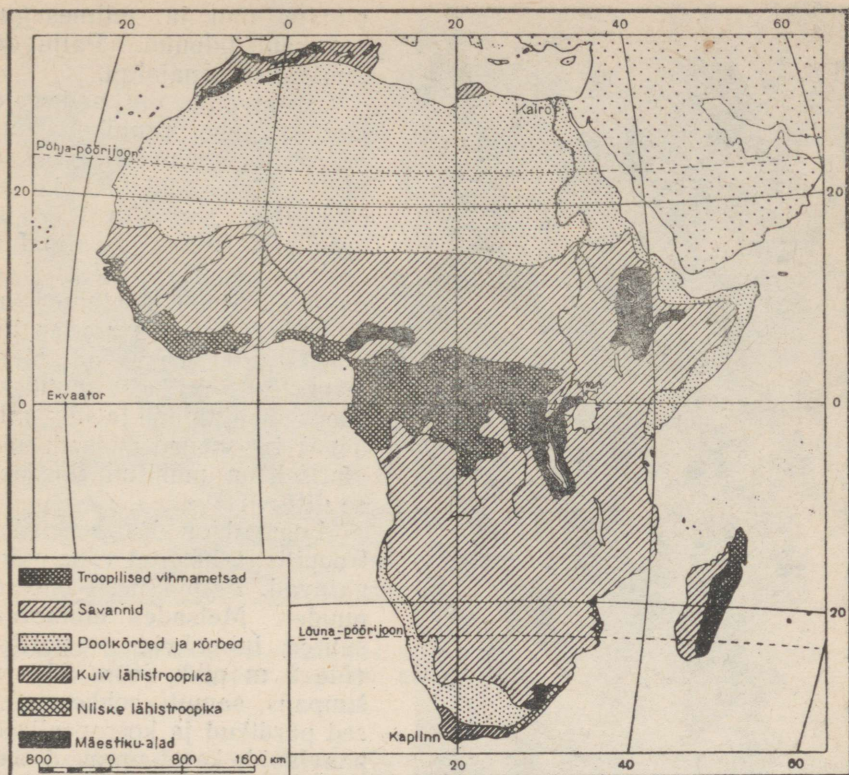 20 0 20 40 60
Kairo
Põhja-pöörijoon
20 20
Ekvaator
0 0
Troopilised vihmametsad
Savannid
Poolkõrbed ja kõrbed
Kuiv lähistroopika
Niiske lähistroopika
Mäestiku-alad
800 0 800 1600 km
20
Lõuna-pöörijoon
Kaplinn
20 40 60